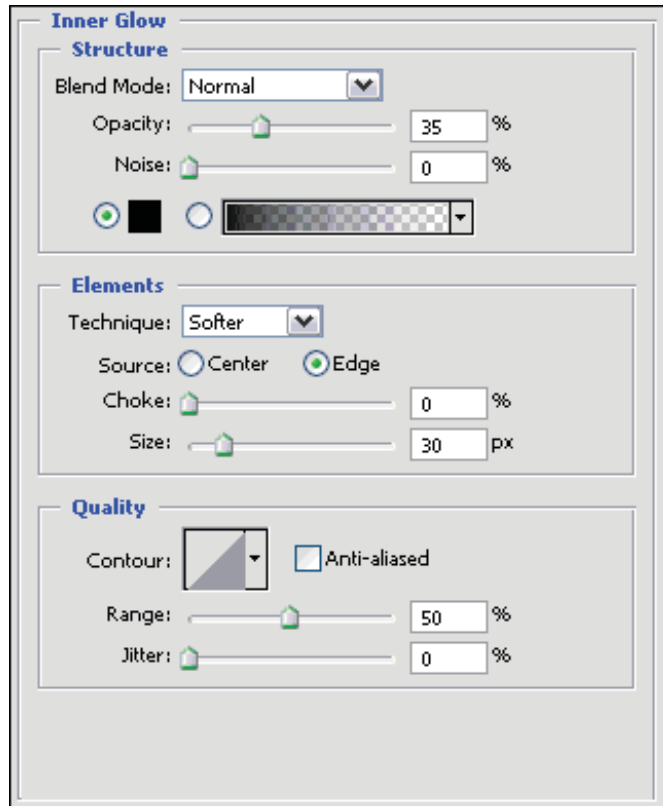 Inner Glow
Structure
Blend Mode: Normal
Opacity: 35 %
Noise: 0 %
Elements
Technique: Softer
Source: Center Edge
Choke: 0 %
Size: 30 px
Quality
Contour: Anti-aliased
Range: 50 %
Jitter: 0 %